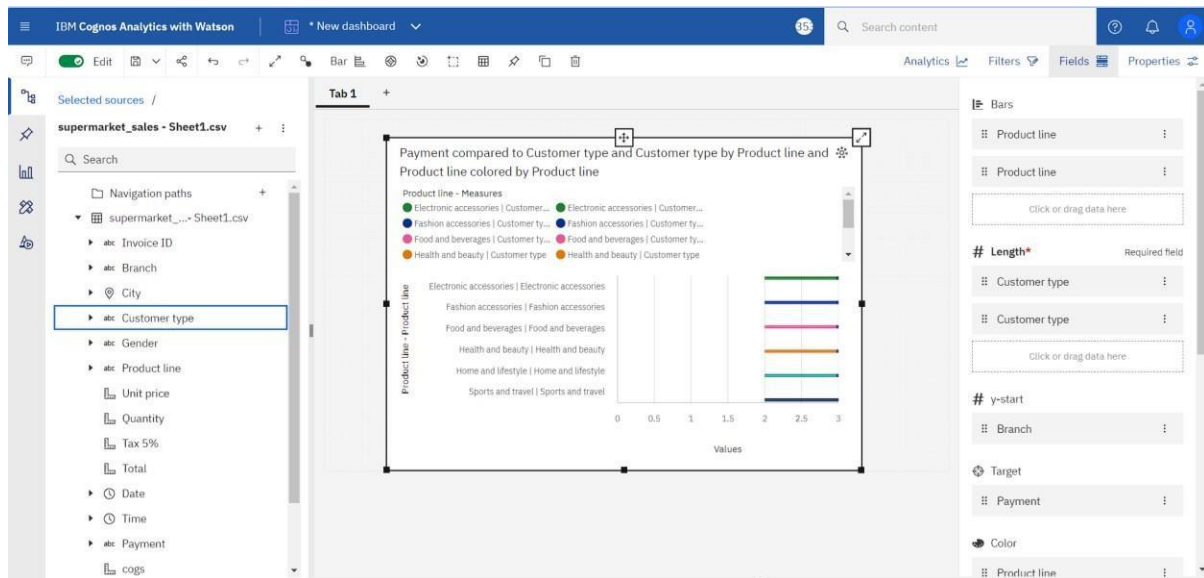 IBM Cognos Analytics with Watson
* New dashboard
353
Search content
Edit
Bar
Analytics
Filters
Fields
Properties
Selected sources /
supermarket_sales - Sheet1.csv
Search
Navigation paths
supermarket_...- Sheet1.csv
abc Invoice ID
abc Branch
City
abc Customer type
abc Gender
abc Product line
Unit price
Quantity
Tax 5%
Total
Date
Time
abc Payment
cogs
Tab 1 +
Payment compared to Customer type and Customer type by Product line and
Product line colored by Product line
Product line - Measures
Electronic accessories | Customer... Electronic accessories | Customer...
Fashion accessories | Customer ty... Fashion accessories | Customer ty...
Food and beverages | Customer ty... Food and beverages | Customer ty...
Health and beauty | Customer type Health and beauty | Customer type
Product line - Product line
Electronic accessories | Electronic accessories
Fashion accessories | Fashion accessories
Food and beverages | Food and beverages
Health and beauty | Health and beauty
Home and lifestyle | Home and lifestyle
Sports and travel | Sports and travel
0 0.5 1 1.5 2 2.5 3
Values
Bars
Product line
Product line
Click or drag data here
# Length* Required field
Customer type
Customer type
Click or drag data here
# y-start
Branch
Target
Payment
Color
Product line